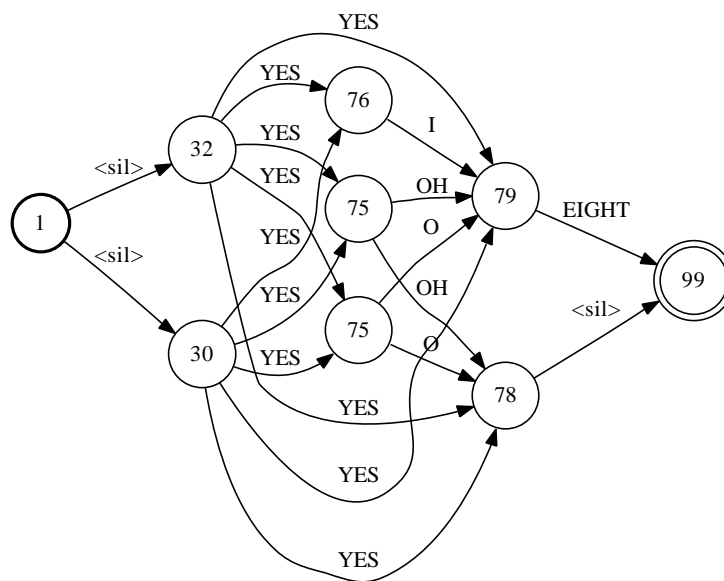 YES
YES
76
I
<sil>
32
YES
YES
OH
79
1
75
O
EIGHT
<sil>
YES
OH
99
YES
<sil>
30
YES
75
O
YES
78
YES
YES